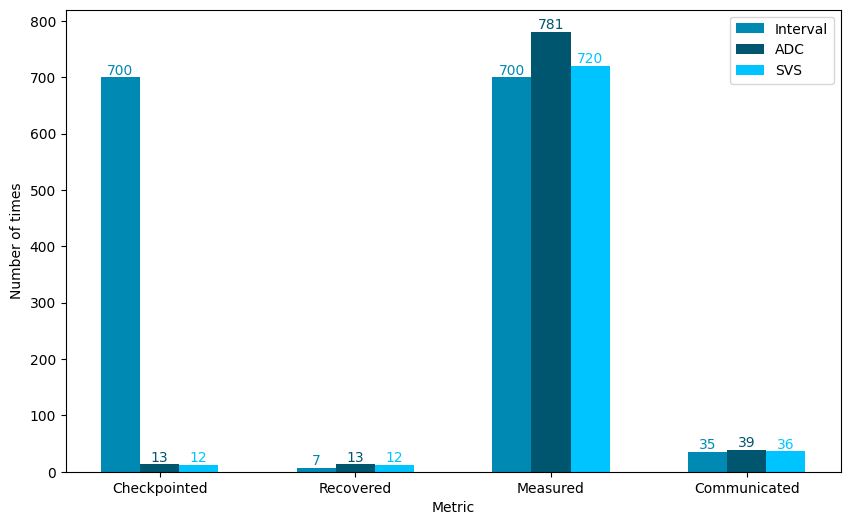 Interval
ADC
SVS
Number of times
800
700
600
500
400
300
200
100
0
700
13
12
7
13
12
700
781
720
35
39
36
Checkpointed
Recovered
Measured
Communicated
Metric